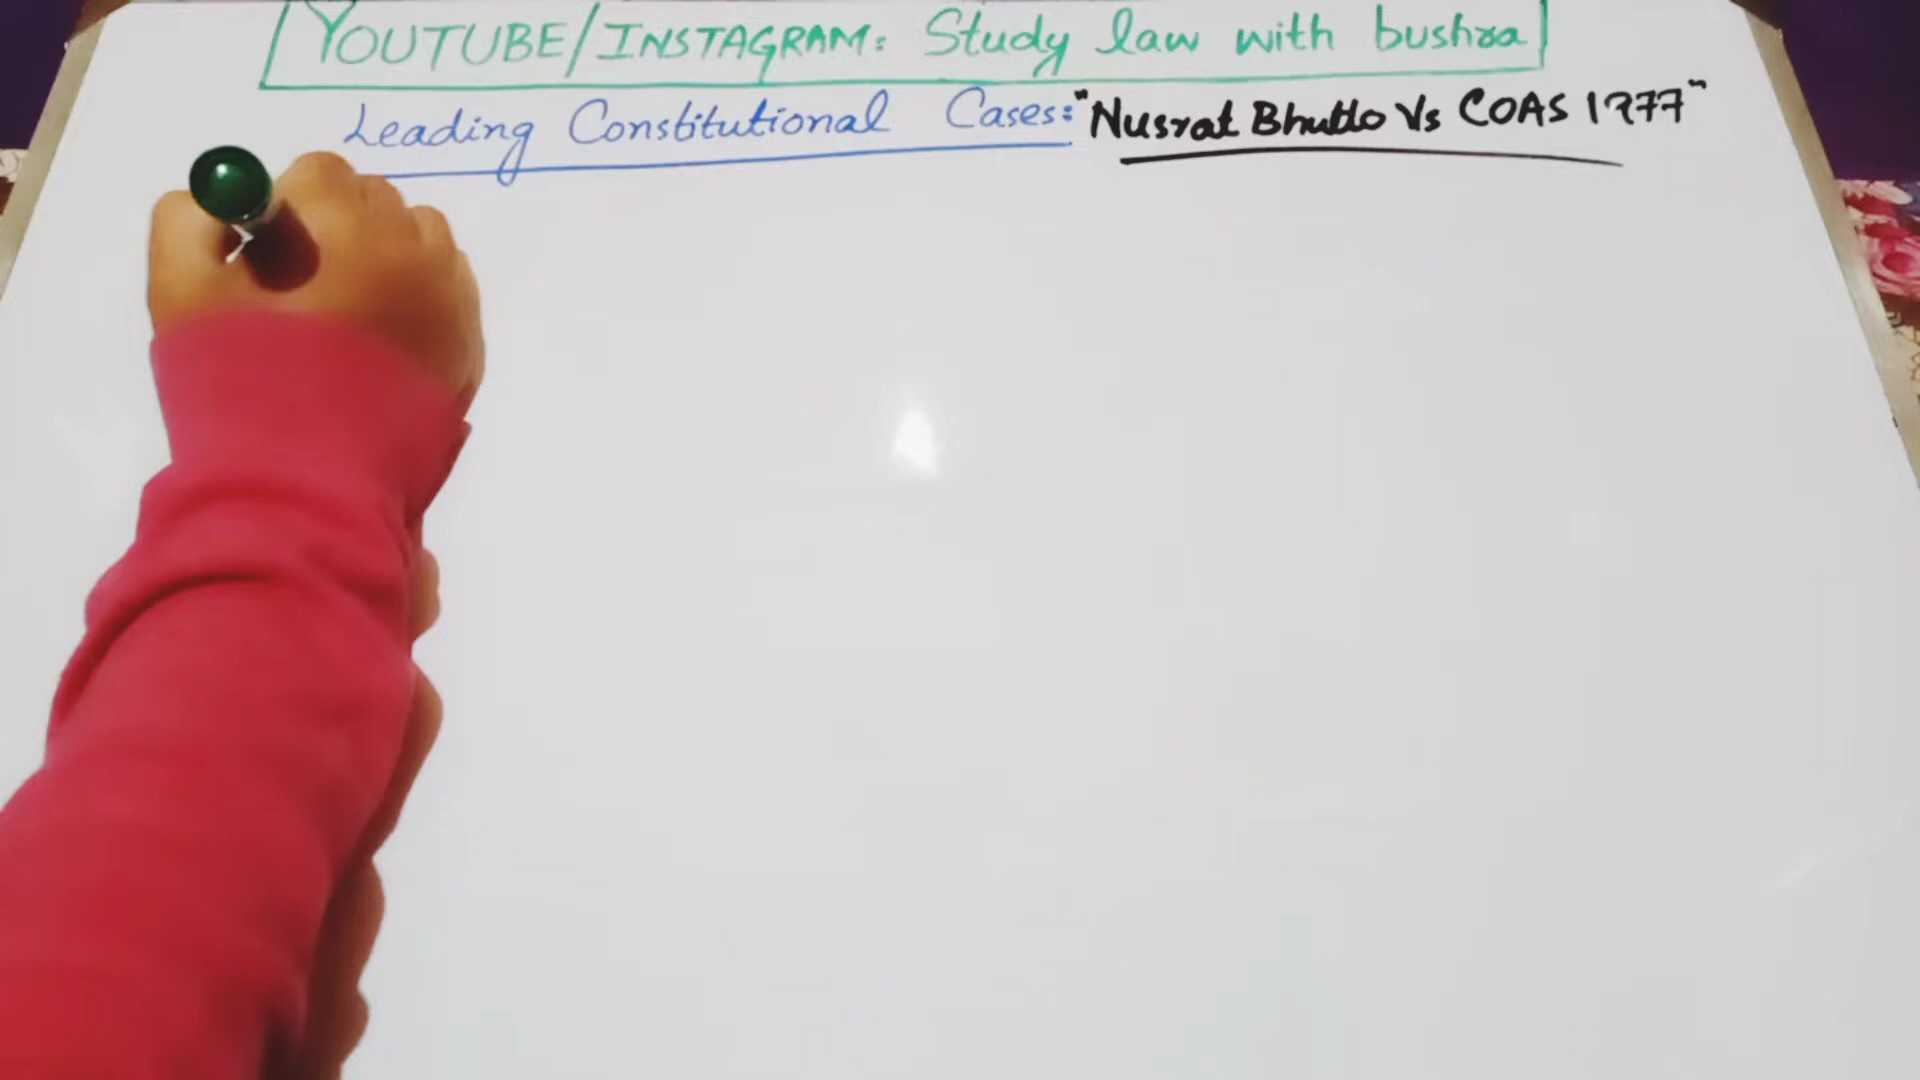 YOUTUBE/INSTAGRAM: Study law with bushra
Leading Constitutional Cases: "Nusrat Bhutto Vs COAS 1977"